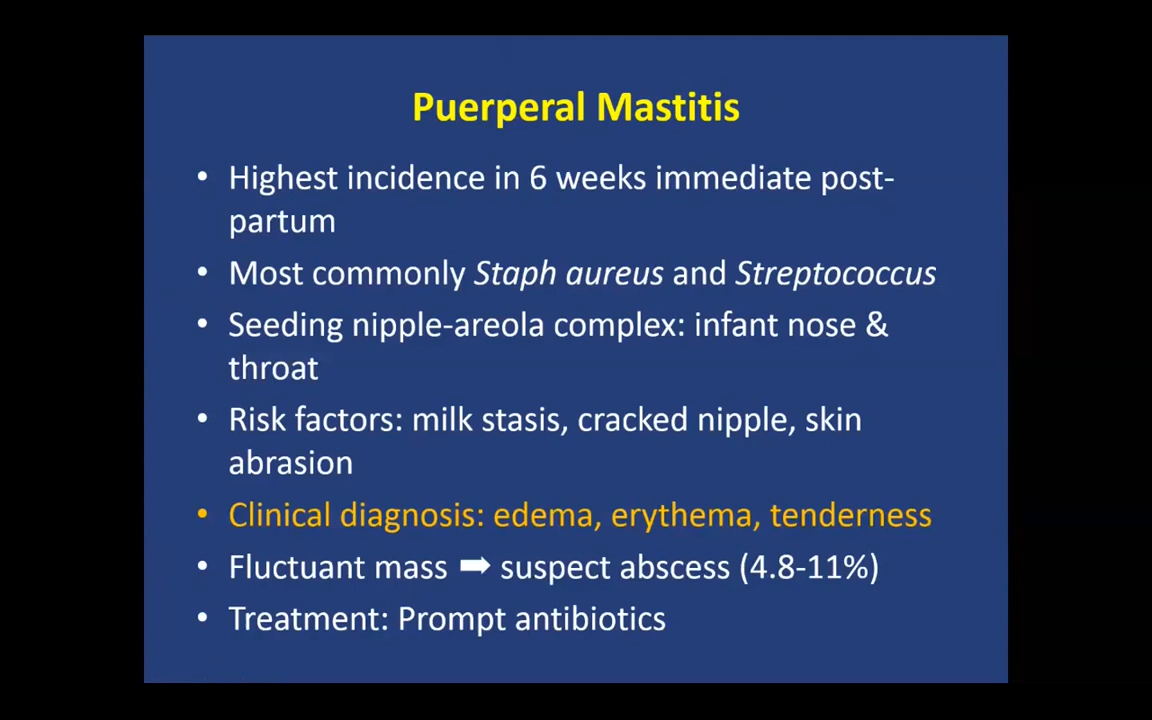 Puerperal Mastitis
• Highest incidence in 6 weeks immediate post-
partum
• Most commonly Staph aureus and Streptococcus
• Seeding nipple-areola complex: infant nose &
throat
• Risk factors: milk stasis, cracked nipple, skin
abrasion
• Clinical diagnosis: edema, erythema, tenderness
• Fluctuant mass ➡ suspect abscess (4.8-11%)
• Treatment: Prompt antibiotics